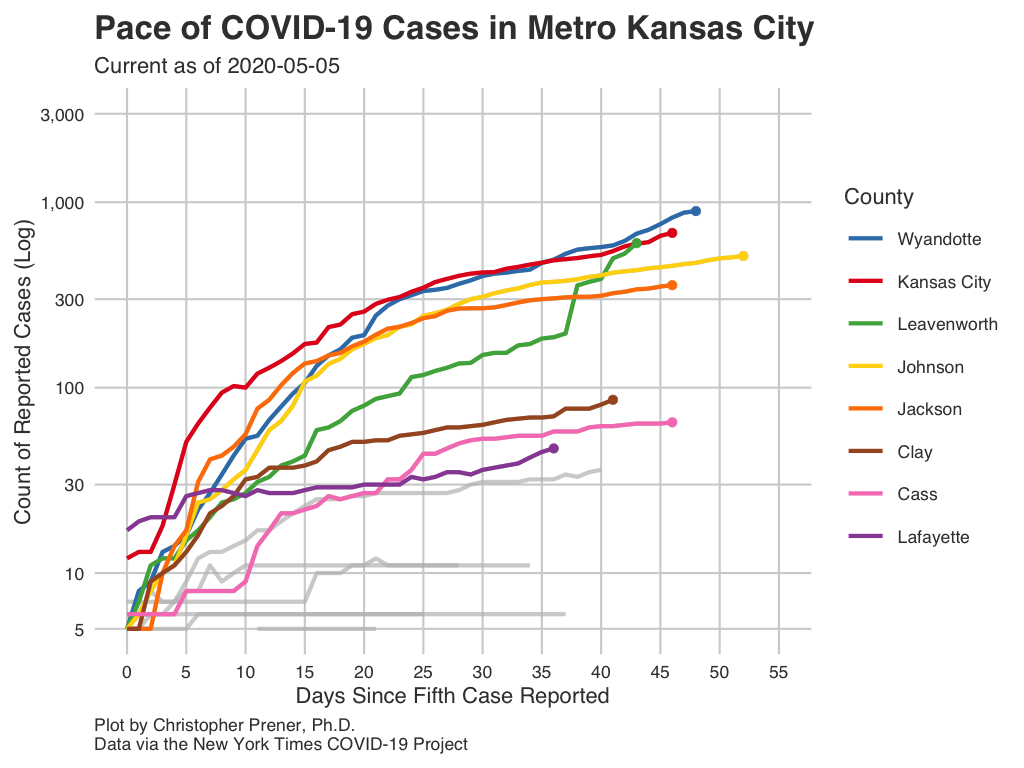 Pace of COVID-19 Cases in Metro Kansas City
Current as of 2020-05-05
3,000
1,000
300
100
30
10
5
Count of Reported Cases (Log)
0 5 10 15 20 25 30 35 40 45 50 55
Days Since Fifth Case Reported
County
Wyandotte
Kansas City
Leavenworth
Johnson
Jackson
Clay
Cass
Lafayette
Plot by Christopher Prener, Ph.D.
Data via the New York Times COVID-19 Project